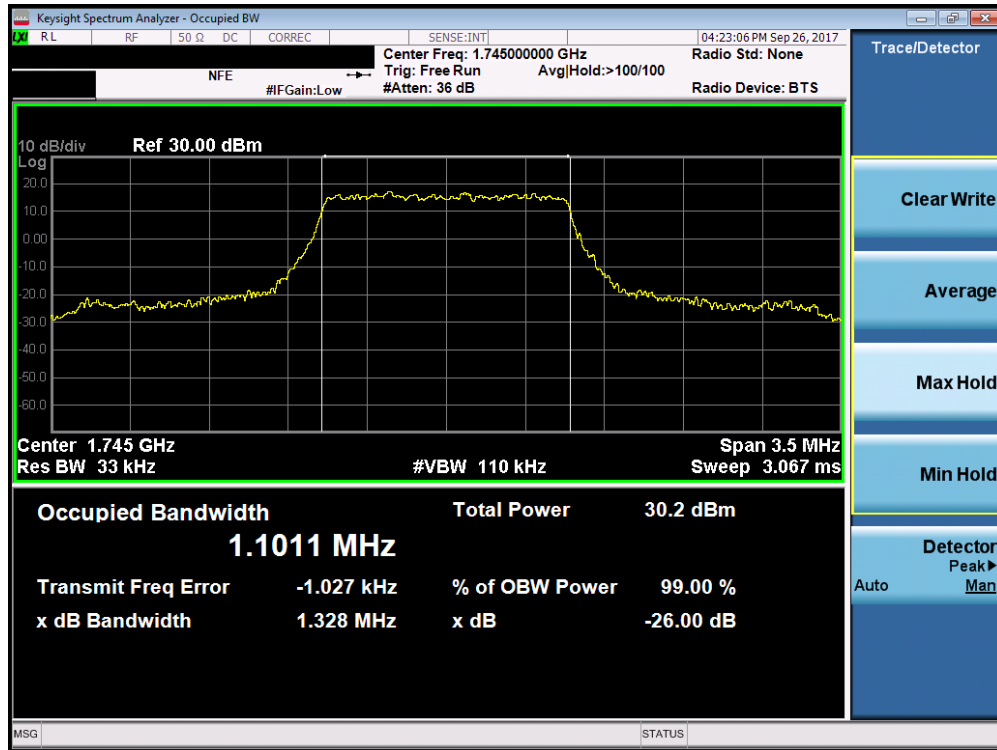 Keysight Spectrum Analyzer - Occupied BW
LXI RL RF 50 Ω DC CORREC SENSE:INT 04:23:06 PM Sep 26, 2017
Center Freq: 1.745000000 GHz Radio Std: None
NFE Trig: Free Run Avg|Hold:>100/100
#IFGain:Low #Atten: 36 dB Radio Device: BTS
Trace/Detector
10 dB/div Ref 30.00 dBm
Log
20.0
10.0
0.00
-10.0
-20.0
-30.0
-40.0
-50.0
-60.0
Center 1.745 GHz Span 3.5 MHz
Res BW 33 kHz #VBW 110 kHz Sweep 3.067 ms
Occupied Bandwidth Total Power 30.2 dBm
1.1011 MHz
Transmit Freq Error -1.027 kHz % of OBW Power 99.00 %
x dB Bandwidth 1.328 MHz x dB -26.00 dB
Clear Write
Average
Max Hold
Min Hold
Detector
Peak▶
Auto Man
MSG STATUS